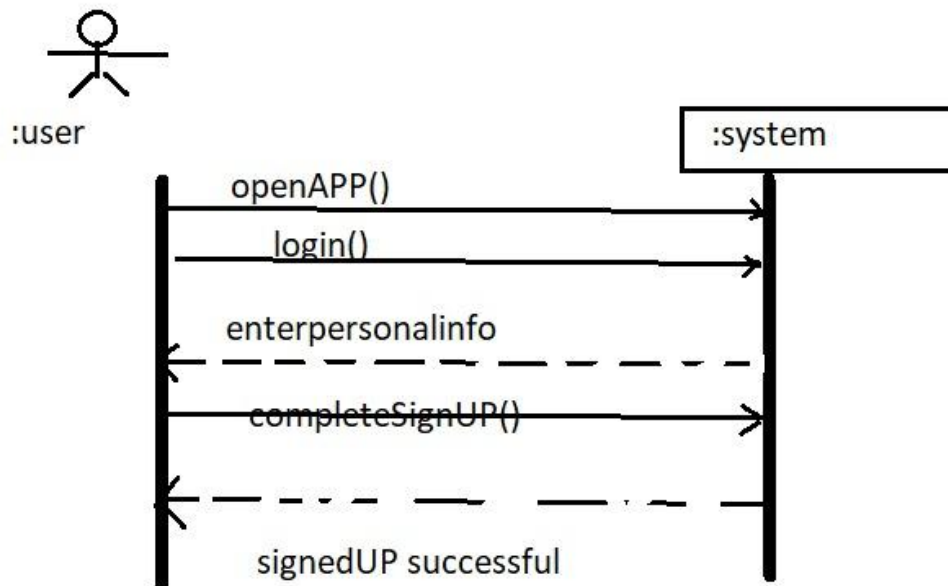 :user
:system
openAPP()
login()
enterpersonalinfo
completeSignUP()
signedUP successful